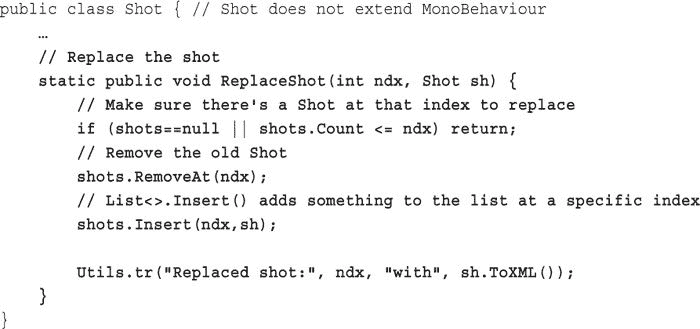 public class Shot { // Shot does not extend MonoBehaviour
    …
    // Replace the shot
    static public void ReplaceShot(int ndx, Shot sh) {
        // Make sure there's a Shot at that index to replace
        if (shots==null || shots.Count <= ndx) return;
        // Remove the old Shot
        shots.RemoveAt(ndx);
        // List<>.Insert() adds something to the list at a specific index
        shots.Insert(ndx,sh);

        Utils.tr("Replaced shot:", ndx, "with", sh.ToXML());
    }
}